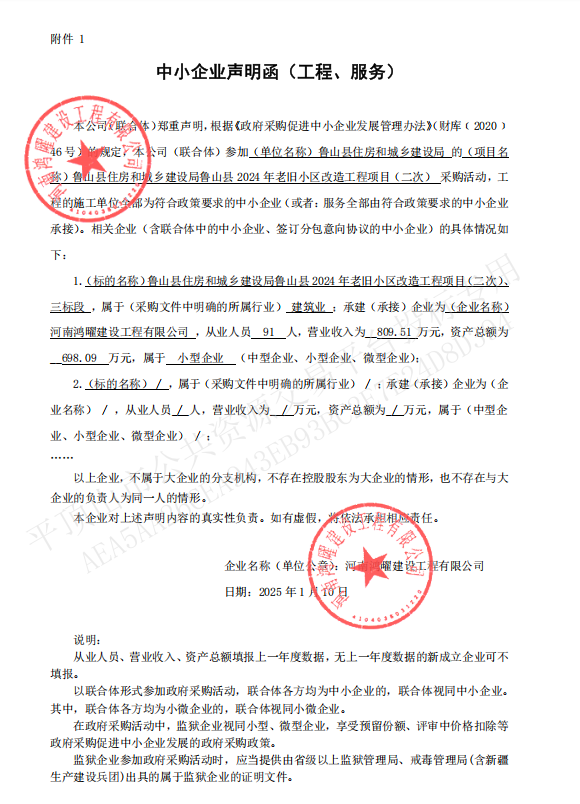 附件 1
中小企业声明函（工程、服务）
本公司（联合体）郑重声明，根据《政府采购促进中小企业发展管理办法》（财库（2020）
46号）的规定，本公司（联合体）参加（单位名称）鲁山县住房和城乡建设局 的（项目名
称）鲁山县住房和城乡建设局鲁山县 2024 年老旧小区改造工程项目（二次） 采购活动，工
程的施工单位全部为符合政策要求的中小企业（或者：服务全部由符合政策要求的中小企业
承接）。相关企业（含联合体中的中小企业、签订分包意向协议的中小企业）的具体情况如
下：
1.（标的名称）鲁山县住房和城乡建设局鲁山县2024 年老旧小区改造工程项目（二次）、
三标段，属于（采购文件中明确的所属行业） 建筑业 ；承建（承接）企业为（企业名称）
河南鸿曜建设工程有限公司 ，从业人员 91 人，营业收入为 809.51 万元，资产总额为
698.09 万元，属于 小型企业 （中型企业、小型企业、微型企业）；
2.（标的名称）/ ，属于（采购文件中明确的所属行业） / ；承建（承接）企业为（企
业名称） / ，从业人员 / 人，营业收入为 / 万元，资产总额为 / 万元，属于（中型企
业、小型企业、微型企业） / ；
……
以上企业，不属于大企业的分支机构，不存在控股股东为大企业的情形，也不存在与大
企业的负责人为同一人的情形。
本企业对上述声明内容的真实性负责。如有虚假，将依法承担相应责任。
企业名称（单位公章）：河南鸿曜建设工程有限公司
日期：2025 年 1 月 10 日
说明：
从业人员、营业收入、资产总额填报上一年度数据，无上一年度数据的新成立企业可不
填报。
以联合体形式参加政府采购活动，联合体各方均为中小企业的，联合体视同中小企业。
其中，联合体各方均为小微企业的，联合体视同小微企业。
在政府采购活动中，监狱企业视同小型、微型企业，享受预留份额、评审中价格扣除等
政府采购促进中小企业发展的政府采购政策。
监狱企业参加政府采购活动时，应当提供由省级以上监狱管理局、戒毒管理局(含新疆
生产建设兵团)出具的属于监狱企业的证明文件。
河南鸿曜建设工程有限公司
河南鸿曜建设工程有限公司